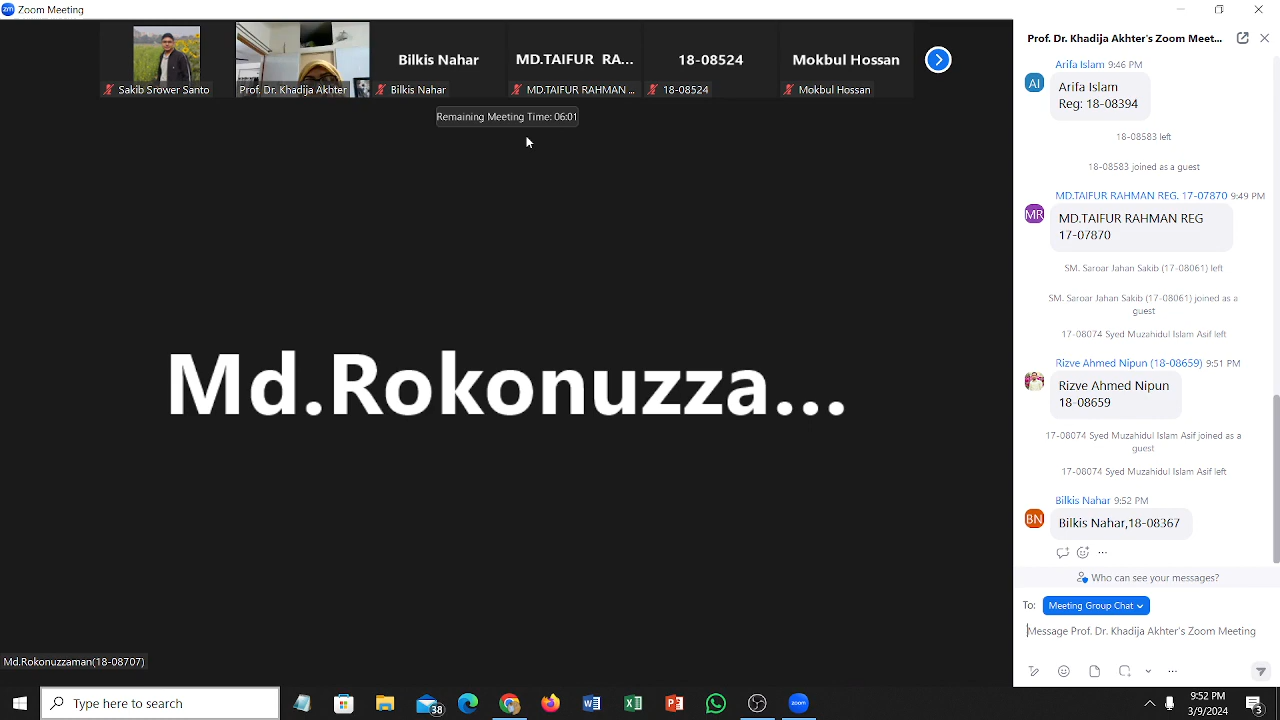 Zoom Meeting
Bilkis Nahar
MD.TAIFUR RA...
18-08524
Mokbul Hossan
Sakib Srower Santo
Prof. Dr. Khadija Akhter
Bilkis Nahar
MD.TAIFUR RAHMAN ...
18-08524
Mokbul Hossan
Remaining Meeting Time: 06:01
Md.Rokonuzza...
Md.Rokonuzzaman(18-08707)
Prof. Dr. Khadija Akhter's Zoom Meet...
Arifa Islam 9:46 PM
AI
Arifa Islam
Reg: 18-08394
18-08583 left
18-08583 joined as a guest
MD.TAIFUR RAHMAN REG. 17-07870 9:49 PM
MR
MD.TAIFUR RAHMAN REG
17-07870
SM. Saroar Jahan Sakib (17-08061) left
SM. Saroar Jahan Sakib (17-08061) joined as a
guest
17-08074 Syed Muzahidul Islam Asif left
Rizve Ahmed Nipun (18-08659) 9:51 PM
Rizve Ahmed Nipun
18-08659
17-08074 Syed Muzahidul Islam Asif joined as a
guest
17-08074 Syed Muzahidul Islam Asif left
Bilkis Nahar 9:52 PM
BN
Bilkis Nahar,18-08367
Who can see your messages?
To: Meeting Group Chat
Message Prof. Dr. Khadija Akhter's Zoom Meeting
Type here to search
38
zoom
9:52 PM
3/9/2024
3